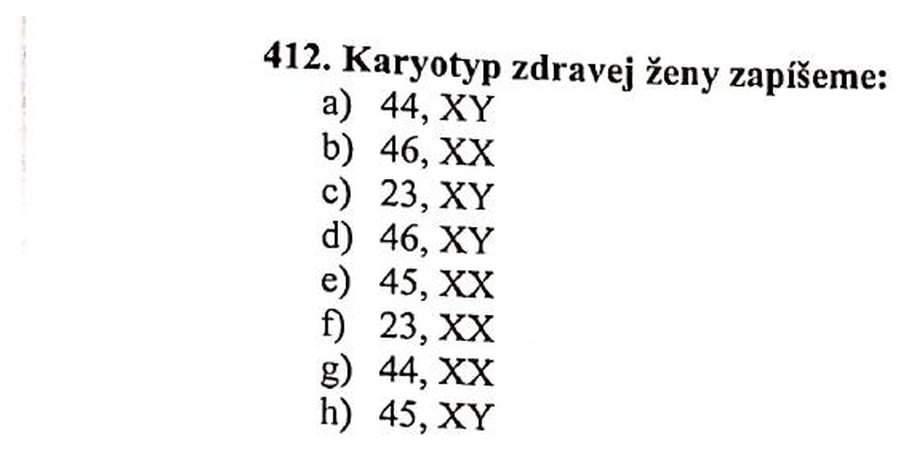 412. Karyotyp zdravej ženy zapíšeme:
a) 44, XY
b) 46, XX
c) 23, XY
d) 46, XY
e) 45, XX
f) 23, XX
g) 44, XX
h) 45, XY